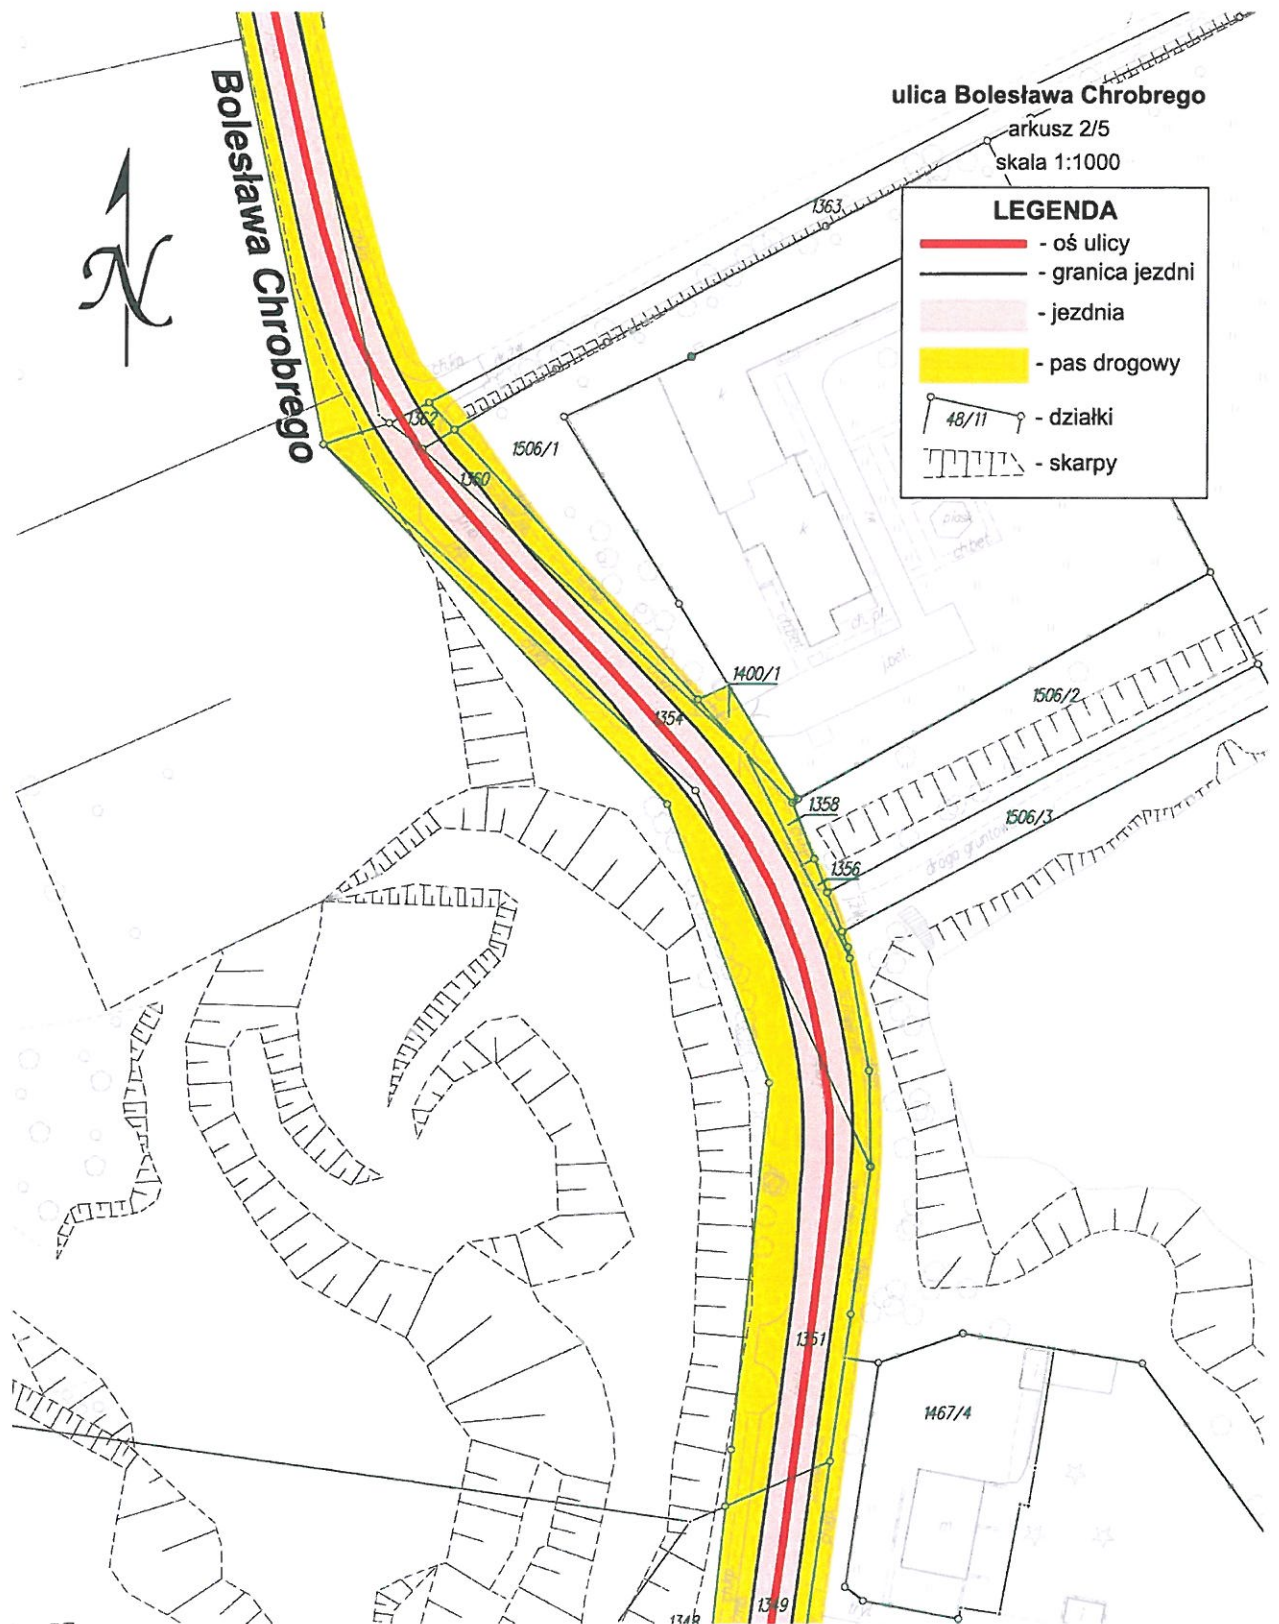 ulica Bolesława Chrobrego
arkusz 2/5
skala 1:1000
LEGENDA
- oś ulicy
- granica jezdni
- jezdnia
- pas drogowy
48/11 - działki
- skarpy
Bolesława Chrobrego
N
1363
1362
1506/1
1360
1400/1
1354
1506/2
1358
1506/3
1356
1351
1467/4
1349
1348